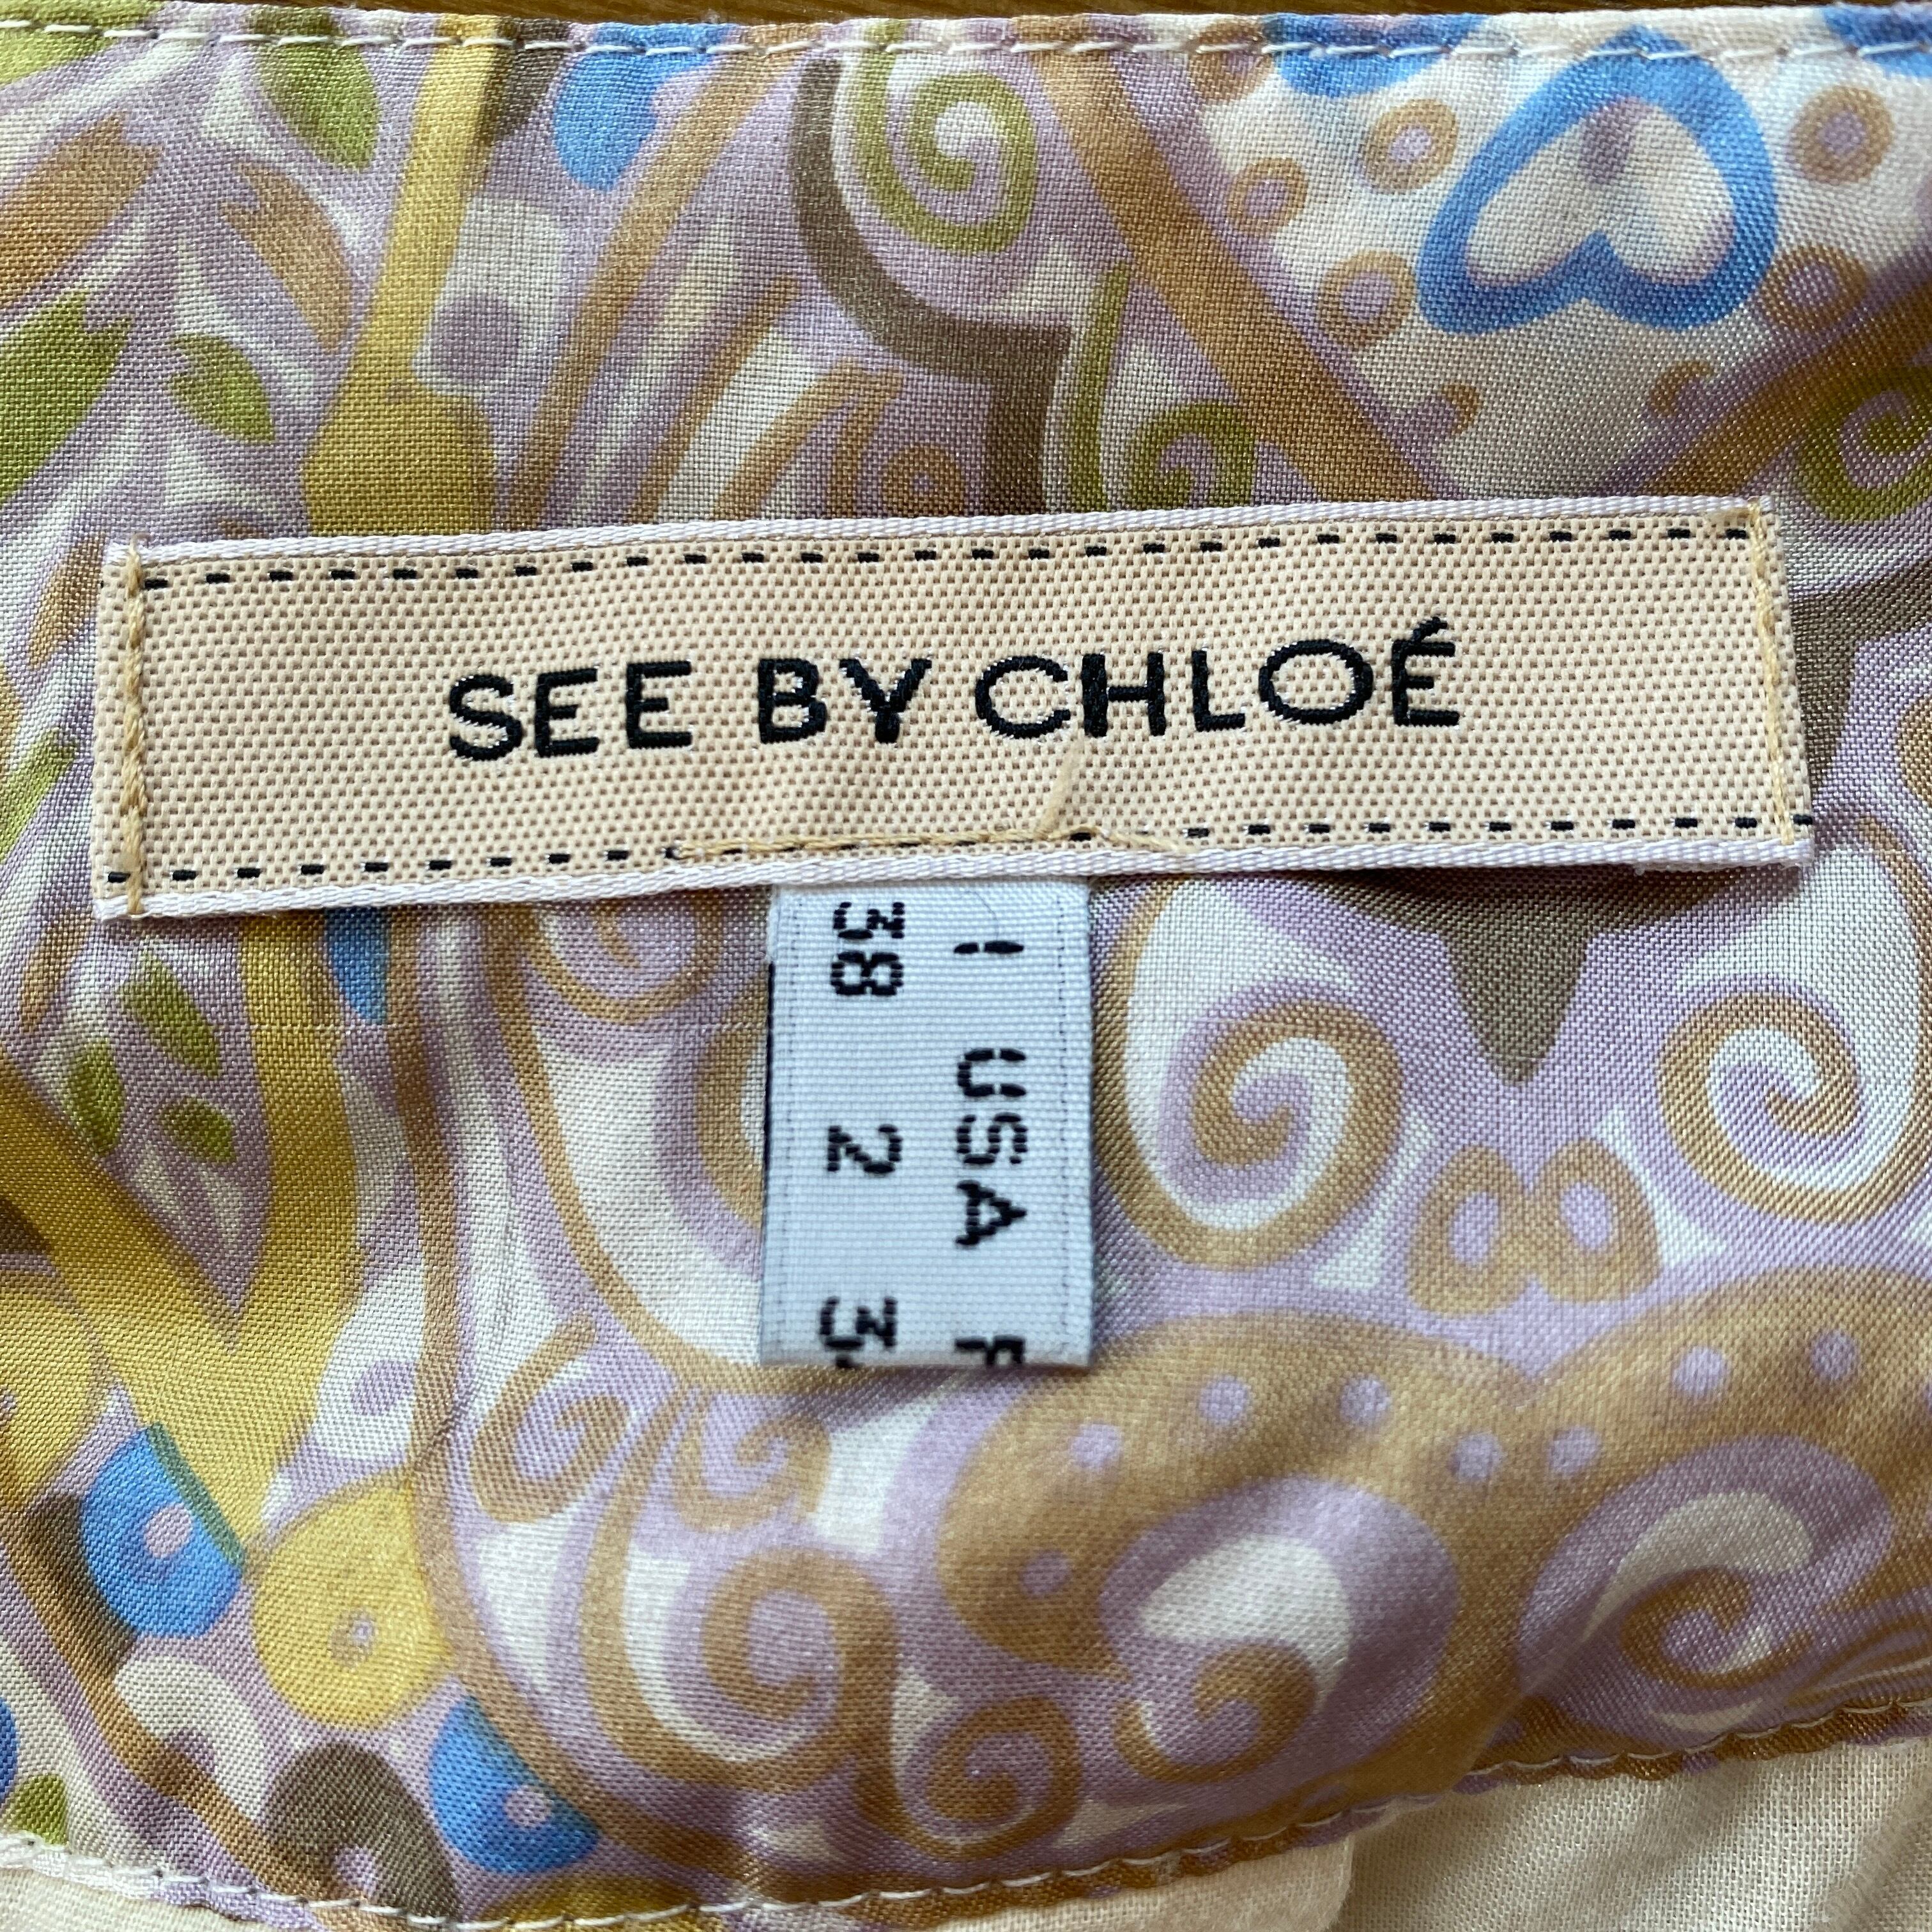 SEE BY CHLOÉ
I USA F
38 2 3